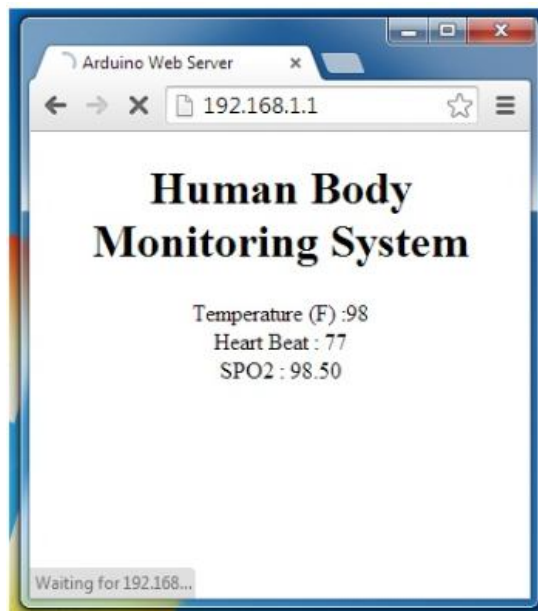 Arduino Web Server
192.168.1.1
Human Body
Monitoring System
Temperature (F) :98
Heart Beat : 77
SPO2 : 98.50
Waiting for 192.168...